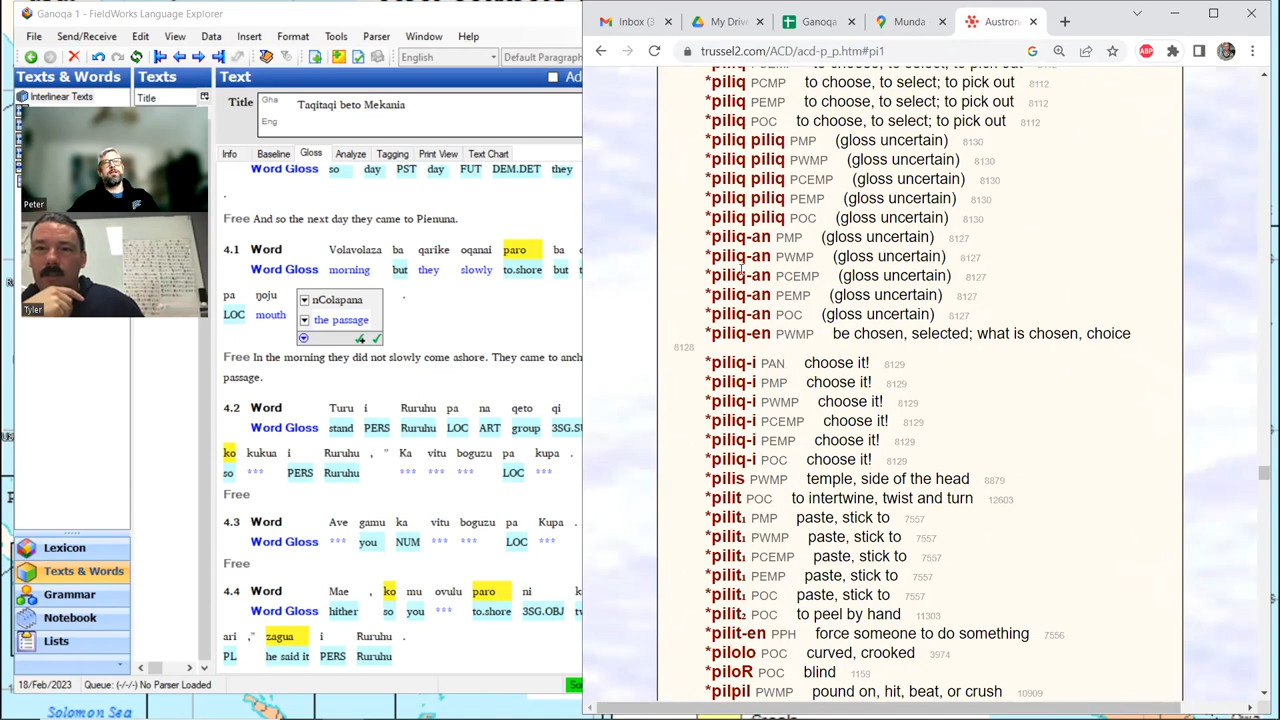 Ganoqa 1 - FieldWorks Language Explorer
File Send/Receive Edit View Data Insert Format Tools Parser Window Help
English Default Paragraph
Texts & Words Texts Text
Interlinear Texts Title
Title Gha Taqitaqi beto Mekania
Eng
Info Baseline Gloss Analyze Tagging Print View Text Chart
Word Gloss so day PST day FUT DEM.DET they
.
Free And so the next day they came to Pienuna.
4.1 Word Volavolaza ba qarike oqanai paro ba
Word Gloss morning but they slowly to.shore but
pa ŋoju nColapana .
LOC mouth the passage
Free In the morning they did not slowly come ashore. They came to anch
passage.
4.2 Word Turu i Ruruhu pa na qeto qi
Word Gloss stand PERS Ruruhu LOC ART group 3SG.SU
ko kukua i Ruruhu , " Ka vitu boguzu pa kupa .
so *** PERS Ruruhu *** *** *** LOC ***
Free
4.3 Word Ave gamu ka vitu boguzu pa Kupa .
Word Gloss *** you NUM *** *** LOC ***
Free
4.4 Word Mae , ko mu ovulu paro ni
Word Gloss hither so you *** to.shore 3SG.OBJ
ari ," zagua i Ruruhu .
PL he said it PERS Ruruhu
Peter
Tyler
Lexicon
Texts & Words
Grammar
Notebook
Lists
18/Feb/2023 Queue: (-/-/-) No Parser Loaded
Solomon Sea
Inbox (3 My Drive Ganoqa Munda Austron
trussel2.com/ACD/acd-p_p.htm#pi1
ABP
*piliq PCMP to choose, to select; to pick out 8112
*piliq PEMP to choose, to select; to pick out 8112
*piliq POC to choose, to select; to pick out 8112
*piliq piliq PMP (gloss uncertain) 8130
*piliq piliq PWMP (gloss uncertain) 8130
*piliq piliq PCEMP (gloss uncertain) 8130
*piliq piliq PEMP (gloss uncertain) 8130
*piliq piliq POC (gloss uncertain) 8130
*piliq-an PMP (gloss uncertain) 8127
*piliq-an PWMP (gloss uncertain) 8127
*piliq-an PCEMP (gloss uncertain) 8127
*piliq-an PEMP (gloss uncertain) 8127
*piliq-an POC (gloss uncertain) 8127
*piliq-en PWMP be chosen, selected; what is chosen, choice
8128
*piliq-i PAN choose it! 8129
*piliq-i PMP choose it! 8129
*piliq-i PWMP choose it! 8129
*piliq-i PCEMP choose it! 8129
*piliq-i PEMP choose it! 8129
*piliq-i POC choose it! 8129
*pilis PWMP temple, side of the head 8879
*pilit POC to intertwine, twist and turn 12603
*pilit₁ PMP paste, stick to 7557
*pilit₁ PWMP paste, stick to 7557
*pilit₁ PCEMP paste, stick to 7557
*pilit₁ PEMP paste, stick to 7557
*pilit₁ POC paste, stick to 7557
*pilit₂ POC to peel by hand 11303
*pilit-en PPH force someone to do something 7556
*pilolo POC curved, crooked 3974
*piloR POC blind 1159
*pilpil PWMP pound on, hit, beat, or crush 10909